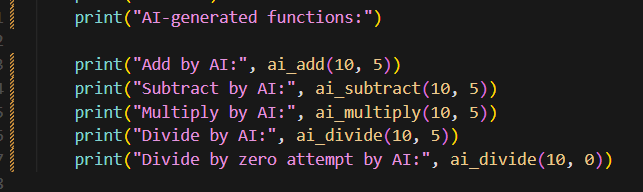 print("AI-generated functions:")
print("Add by AI:", ai_add(10, 5))
print("Subtract by AI:", ai_subtract(10, 5))
print("Multiply by AI:", ai_multiply(10, 5))
print("Divide by AI:", ai_divide(10, 5))
print("Divide by zero attempt by AI:", ai_divide(10, 0))